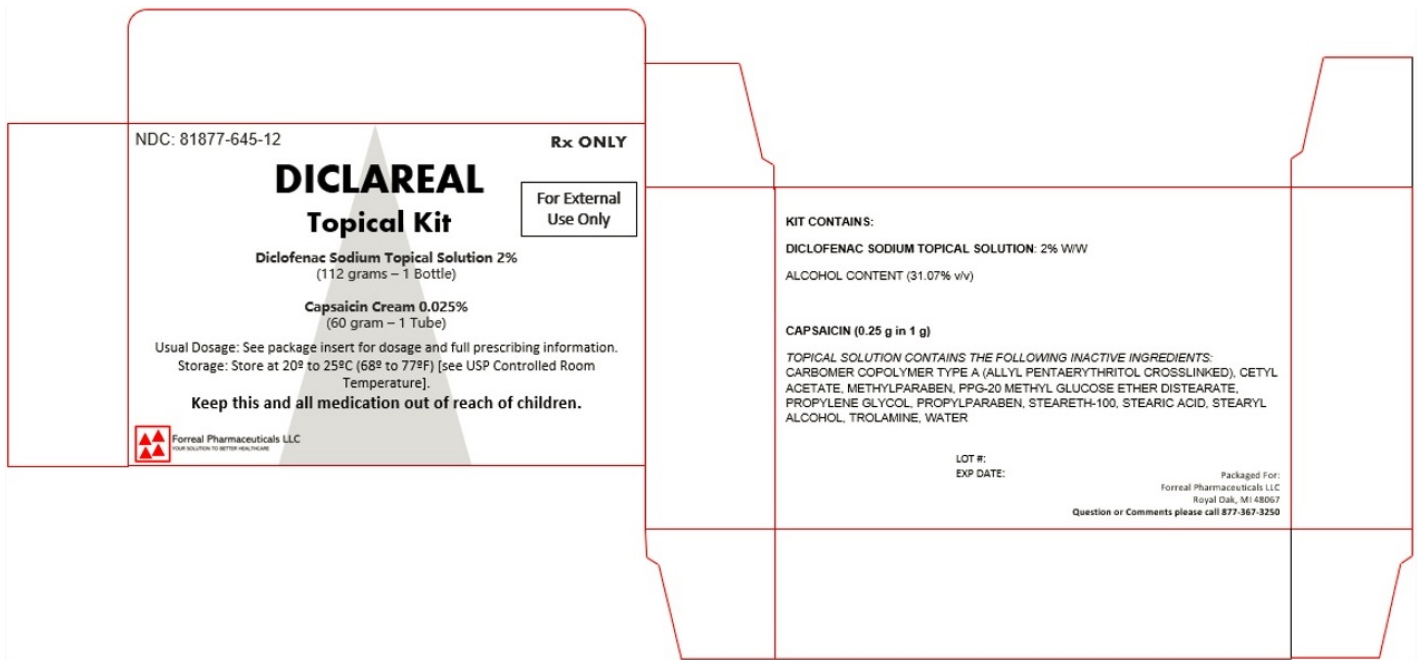 NDC: 81877-645-12
Rx ONLY
DICLAREAL
Topical Kit
For External
Use Only
Diclofenac Sodium Topical Solution 2%
(112 grams – 1 Bottle)
Capsaicin Cream 0.025%
(60 gram – 1 Tube)
Usual Dosage: See package insert for dosage and full prescribing information.
Storage: Store at 20º to 25ºC (68º to 77ºF) [see USP Controlled Room
Temperature].
Keep this and all medication out of reach of children.
Forreal Pharmaceuticals LLC
YOUR SOLUTION TO BETTER HEALTHCARE
KIT CONTAINS:
DICLOFENAC SODIUM TOPICAL SOLUTION: 2% W/W
ALCOHOL CONTENT (31.07% v/v)
CAPSAICIN (0.25 g in 1 g)
TOPICAL SOLUTION CONTAINS THE FOLLOWING INACTIVE INGREDIENTS:
CARBOMER COPOLYMER TYPE A (ALLYL PENTAERYTHRITOL CROSSLINKED), CETYL
ACETATE, METHYLPARABEN, PPG-20 METHYL GLUCOSE ETHER DISTEARATE,
PROPYLENE GLYCOL, PROPYLPARABEN, STEARETH-100, STEARIC ACID, STEARYL
ALCOHOL, TROLAMINE, WATER
LOT #:
EXP DATE:
Packaged For:
Forreal Pharmaceuticals LLC
Royal Oak, MI 48067
Question or Comments please call 877-367-3250